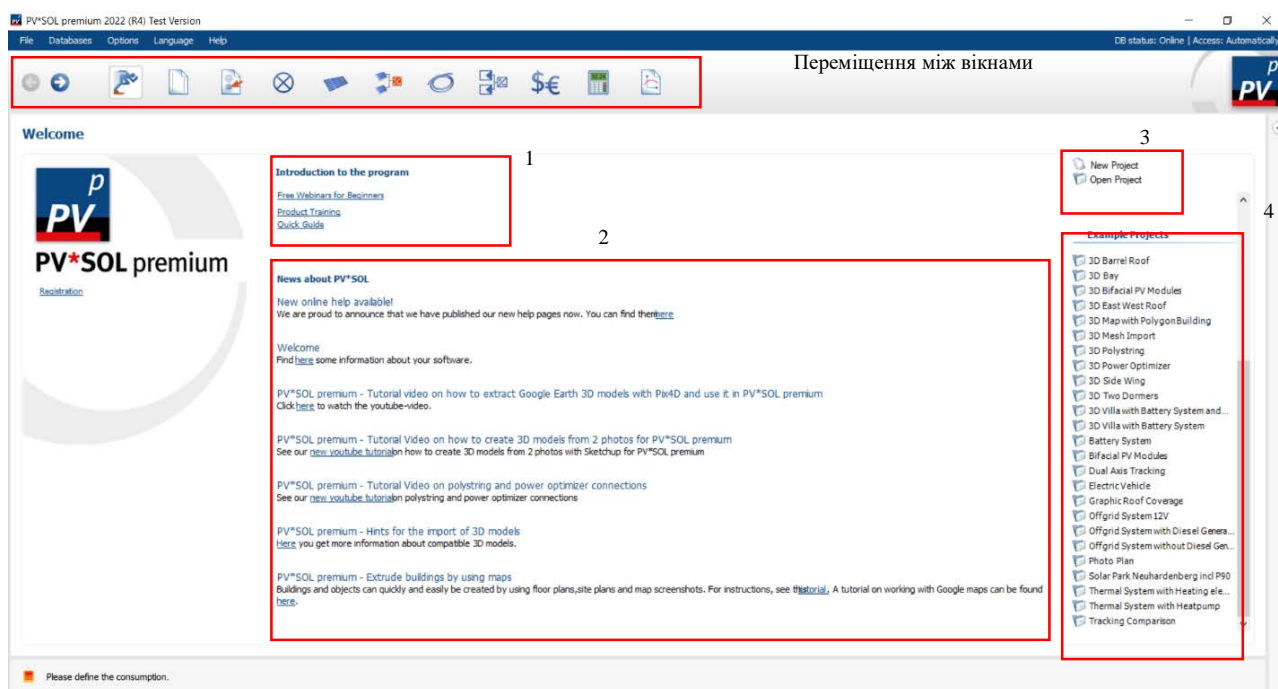 PV*SOL premium 2022 (R4) Test Version
File Databases Options Language Help
DB status: Online | Access: Automatically
Переміщення між вікнами
$€
p
PV
Welcome
1
2
3
4
p
PV
PV*SOL premium
Registration
Introduction to the program
Free Webinars for Beginners
Product Training
Quick Guide
News about PV*SOL
New online help available!
We are proud to announce that we have published our new help pages now. You can find them here
Welcome
Find here some information about your software.
PV*SOL premium - Tutorial video on how to extract Google Earth 3D models with Pix4D and use it in PV*SOL premium
Click here to watch the youtube-video.
PV*SOL premium - Tutorial Video on how to create 3D models from 2 photos for PV*SOL premium
See our new youtube tutorial on how to create 3D models from 2 photos with Sketchup for PV*SOL premium
PV*SOL premium - Tutorial Video on polystring and power optimizer connections
See our new youtube tutorial on polystring and power optimizer connections
PV*SOL premium - Hints for the import of 3D models
Here you get more information about compatible 3D models.
PV*SOL premium - Extrude buildings by using maps
Buildings and objects can quickly and easily be created by using floor plans,site plans and map screenshots. For instructions, see this tutorial. A tutorial on working with Google maps can be found
here.
New Project
Open Project
Example Projects
3D Barrel Roof
3D Bay
3D Bifacial PV Modules
3D East West Roof
3D Map with Polygon Building
3D Mesh Import
3D Polystring
3D Power Optimizer
3D Side Wing
3D Two Dormers
3D Villa with Battery System and...
3D Villa with Battery System
Battery System
Bifacial PV Modules
Dual Axis Tracking
Electric Vehicle
Graphic Roof Coverage
Offgrid System 12V
Offgrid System with Diesel Genera...
Offgrid System without Diesel Gen...
Photo Plan
Solar Park Neuhardenberg incl P90
Thermal System with Heating ele...
Thermal System with Heatpump
Tracking Comparison
Please define the consumption.